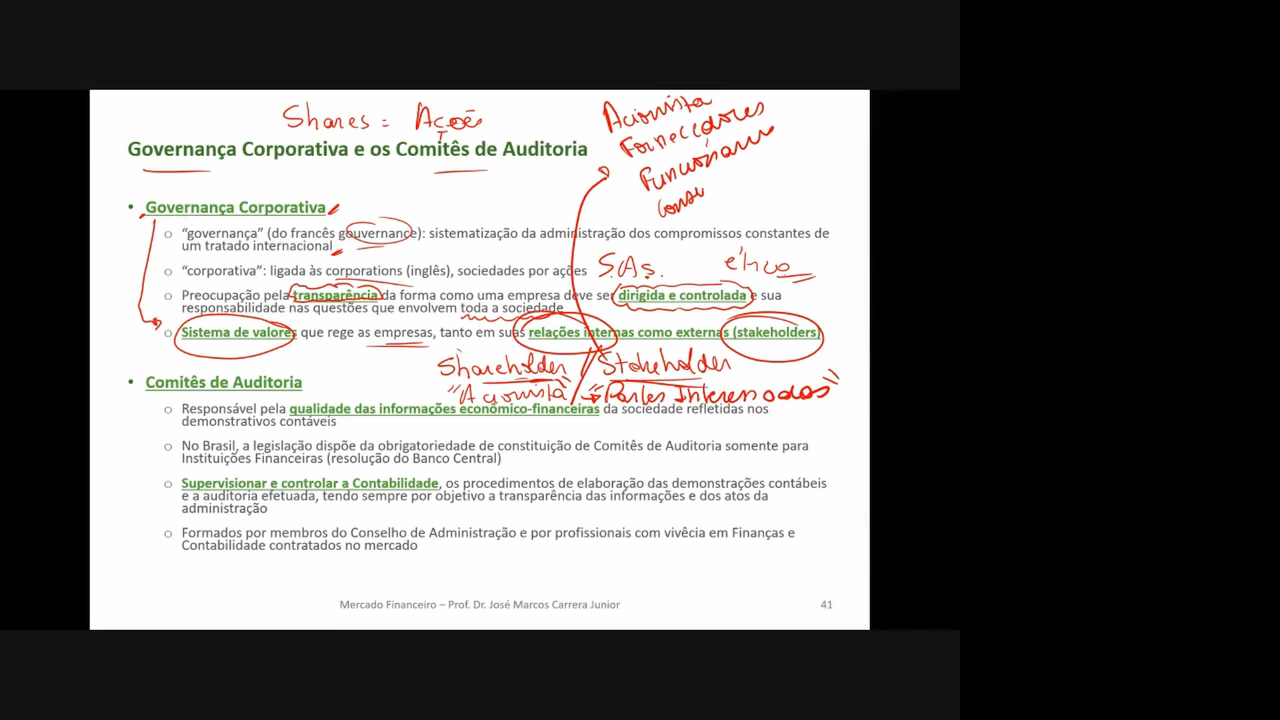 Shares = Ações
Acionista
Fornecedores
Funcionários
Cons
Governança Corporativa e os Comitês de Auditoria
• Governança Corporativa
o "governança" (do francês gouvernance): sistematização da administração dos compromissos constantes de
um tratado internacional
o "corporativa": ligada às corporations (inglês), sociedades por ações
S.As.
ético
o Preocupação pela transparência da forma como uma empresa deve ser dirigida e controlada e sua
responsabilidade nas questões que envolvem toda a sociedade
o Sistema de valores que rege as empresas, tanto em suas relações internas como externas (stakeholders)
Shareholder // Stakeholder
"Acionista" "Partes Interessadas"
• Comitês de Auditoria
o Responsável pela qualidade das informações econômico-financeiras da sociedade refletidas nos
demonstrativos contáveis
o No Brasil, a legislação dispõe da obrigatoriedade de constituição de Comitês de Auditoria somente para
Instituições Financeiras (resolução do Banco Central)
o Supervisionar e controlar a Contabilidade, os procedimentos de elaboração das demonstrações contábeis
e a auditoria efetuada, tendo sempre por objetivo a transparência das informações e dos atos da
administração
o Formados por membros do Conselho de Administração e por profissionais com vivêcia em Finanças e
Contabilidade contratados no mercado
Mercado Financeiro – Prof. Dr. José Marcos Carrera Junior
41